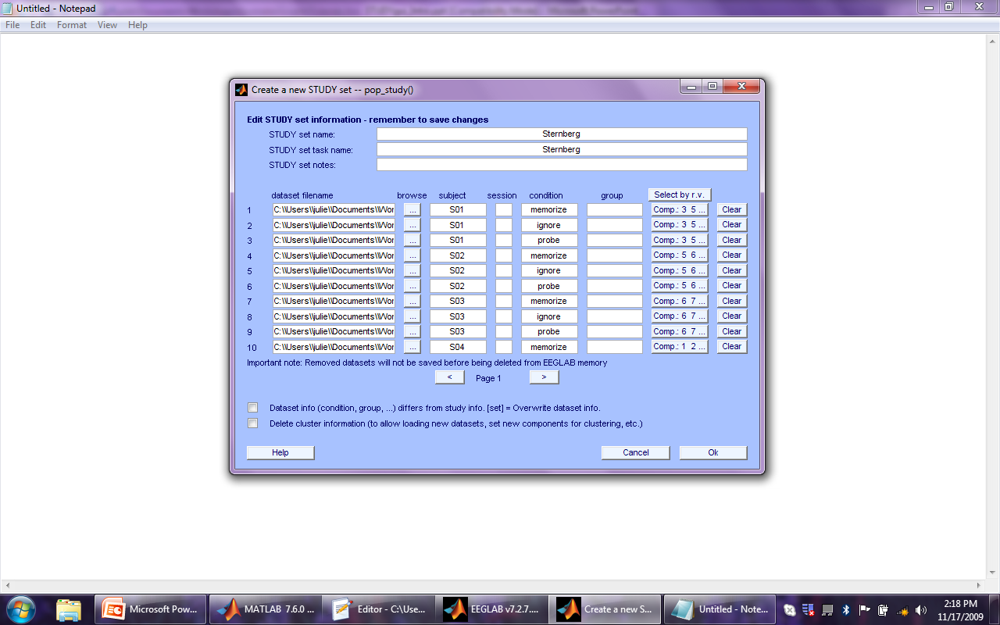 Untitled - Notepad
File Edit Format View Help
Create a new STUDY set -- pop_study()
Edit STUDY set information - remember to save changes
STUDY set name: Sternberg
STUDY set task name: Sternberg
STUDY set notes:
dataset filename browse subject session condition group Select by r.v.
1 C:\\Users\\julie\\Documents\\Wor ... S01 memorize Comp.: 3 5 ... Clear
2 C:\\Users\\julie\\Documents\\Wor ... S01 ignore Comp.: 3 5 ... Clear
3 C:\\Users\\julie\\Documents\\Wor ... S01 probe Comp.: 3 5 ... Clear
4 C:\\Users\\julie\\Documents\\Wor ... S02 memorize Comp.: 5 6 ... Clear
5 C:\\Users\\julie\\Documents\\Wor ... S02 ignore Comp.: 5 6 ... Clear
6 C:\\Users\\julie\\Documents\\Wor ... S02 probe Comp.: 5 6 ... Clear
7 C:\\Users\\julie\\Documents\\Wor ... S03 memorize Comp.: 6 7 ... Clear
8 C:\\Users\\julie\\Documents\\Wor ... S03 ignore Comp.: 6 7 ... Clear
9 C:\\Users\\julie\\Documents\\Wor ... S03 probe Comp.: 6 7 ... Clear
10 C:\\Users\\julie\\Documents\\Wor ... S04 memorize Comp.: 1 2 ... Clear
Important note: Removed datasets will not be saved before being deleted from EEGLAB memory
< Page 1 >
Dataset info (condition, group, ...) differs from study info. [set] = Overwrite dataset info.
Delete cluster information (to allow loading new datasets, set new components for clustering, etc.)
Help Cancel Ok
Microsoft Pow... MATLAB 7.6.0 ... Editor - C:\Use... EEGLAB v7.2.7.... Create a new S... Untitled - Note... 2:18 PM
11/17/2009